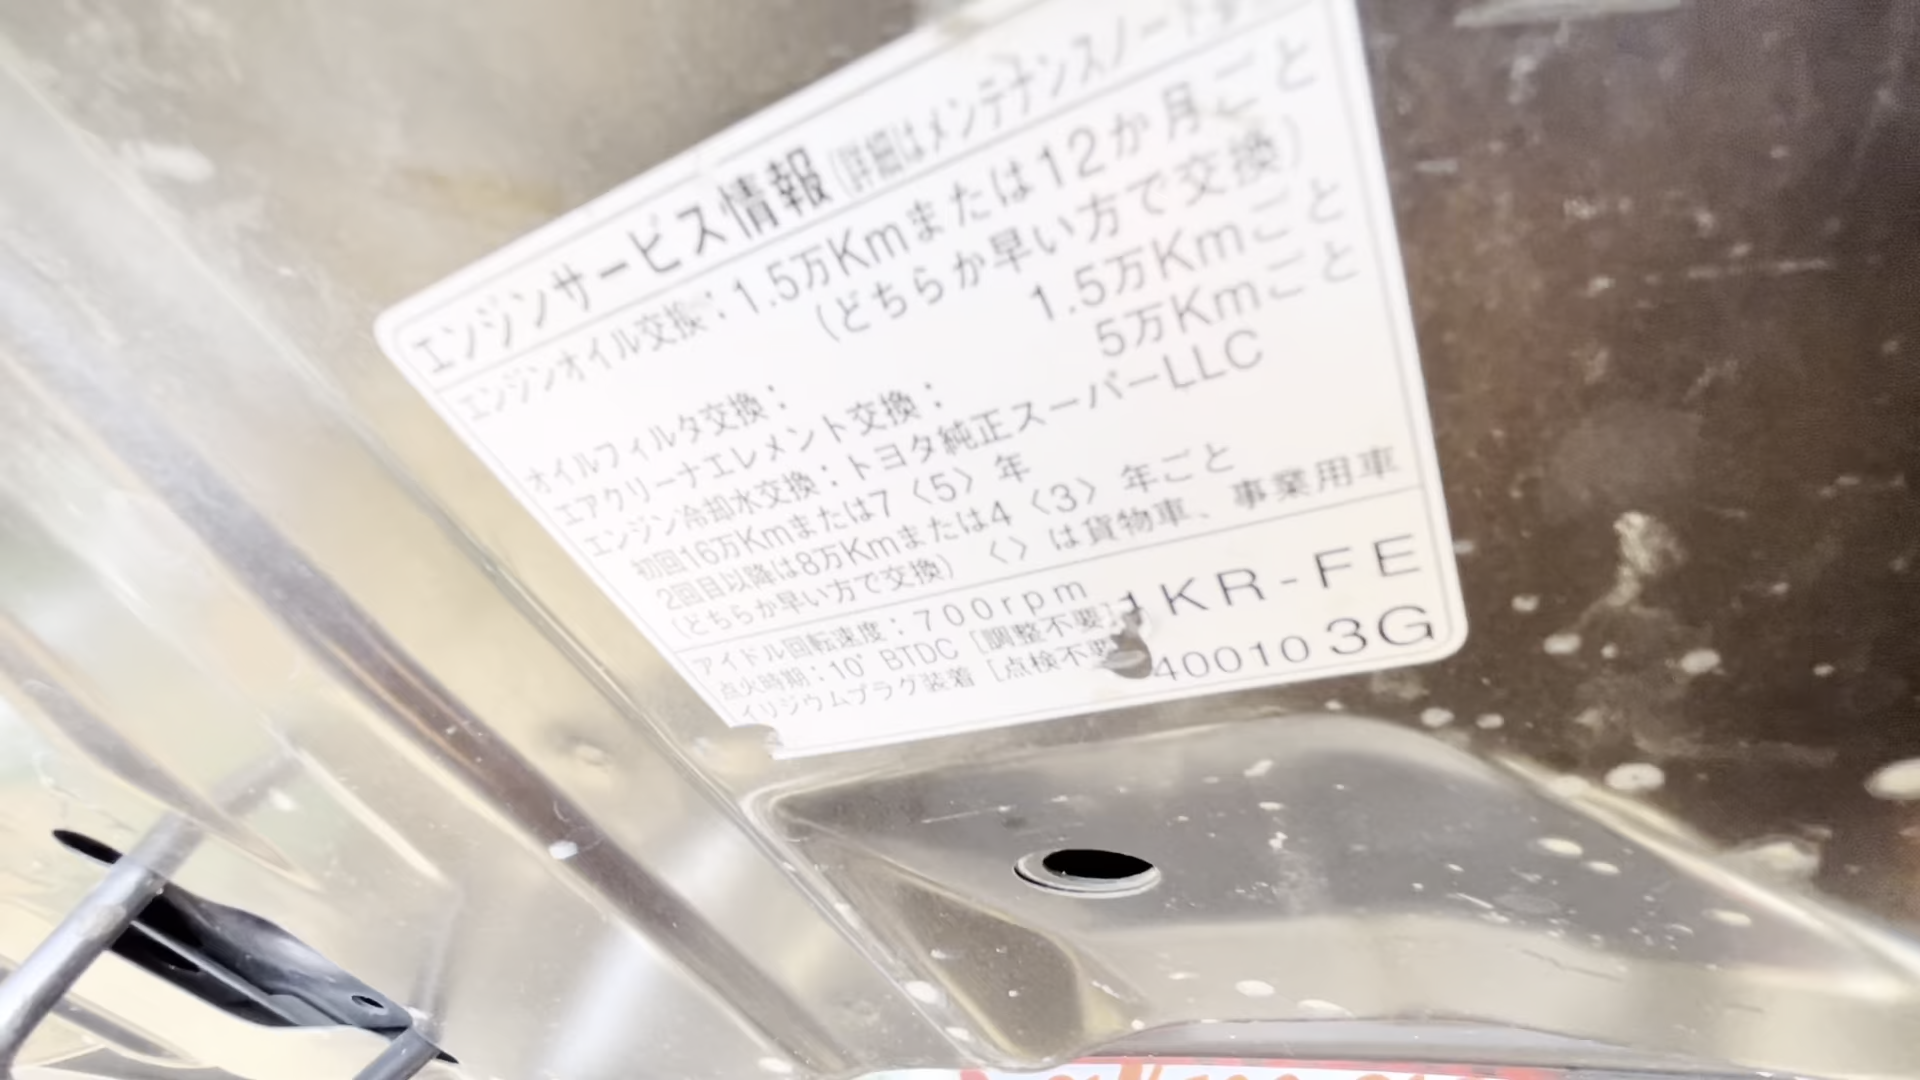 エンジンサービス情報（詳細はメンテナンスノート
エンジンオイル交換：1.5万Kmまたは12か月ごと
（どちらか早い方で交換）
オイルフィルタ交換： 1.5万Kmごと
エアクリーナエレメント交換： 5万Kmごと
エンジン冷却水交換：トヨタ純正スーパーLLC
初回16万Kmまたは7〈5〉年
2回目以降は8万Kmまたは4〈3〉年ごと
（どちらか早い方で交換） 〈〉は貨物車、事業用車
アイドル回転速度：700rpm
点火時期：10° BTDC［調整不要］
イリジウムプラグ装着［点検不要
1KR-FE
40010 3G